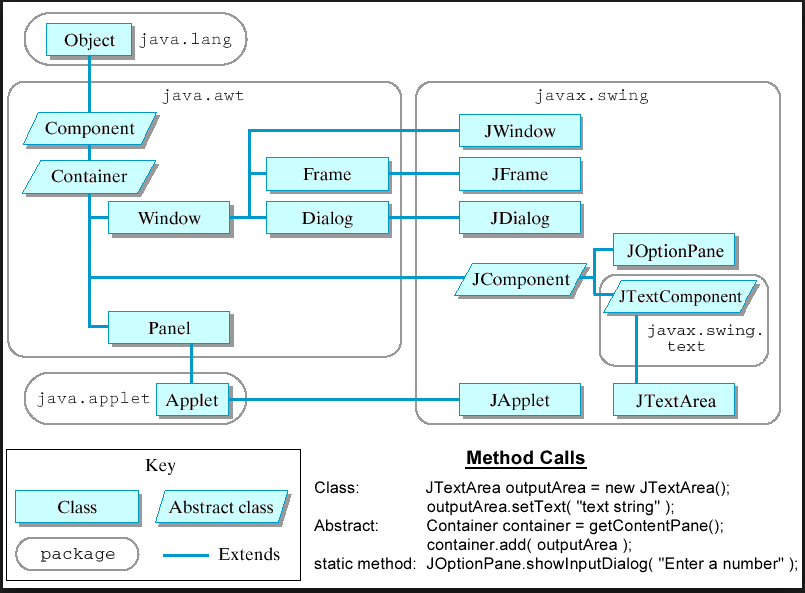 Object java.lang
java.awt
javax.swing
Component
JWindow
Container
Frame
JFrame
Window
Dialog
JDialog
JOptionPane
JComponent
JTextComponent
Panel
javax.swing.
text
java.applet
Applet
JApplet
JTextArea
Key
Class
Abstract class
package
Extends
Method Calls
Class: JTextArea outputArea = new JTextArea();
outputArea.setText( "text string" );
Abstract: Container container = getContentPane();
container.add( outputArea );
static method: JOptionPane.showInputDialog( "Enter a number" );